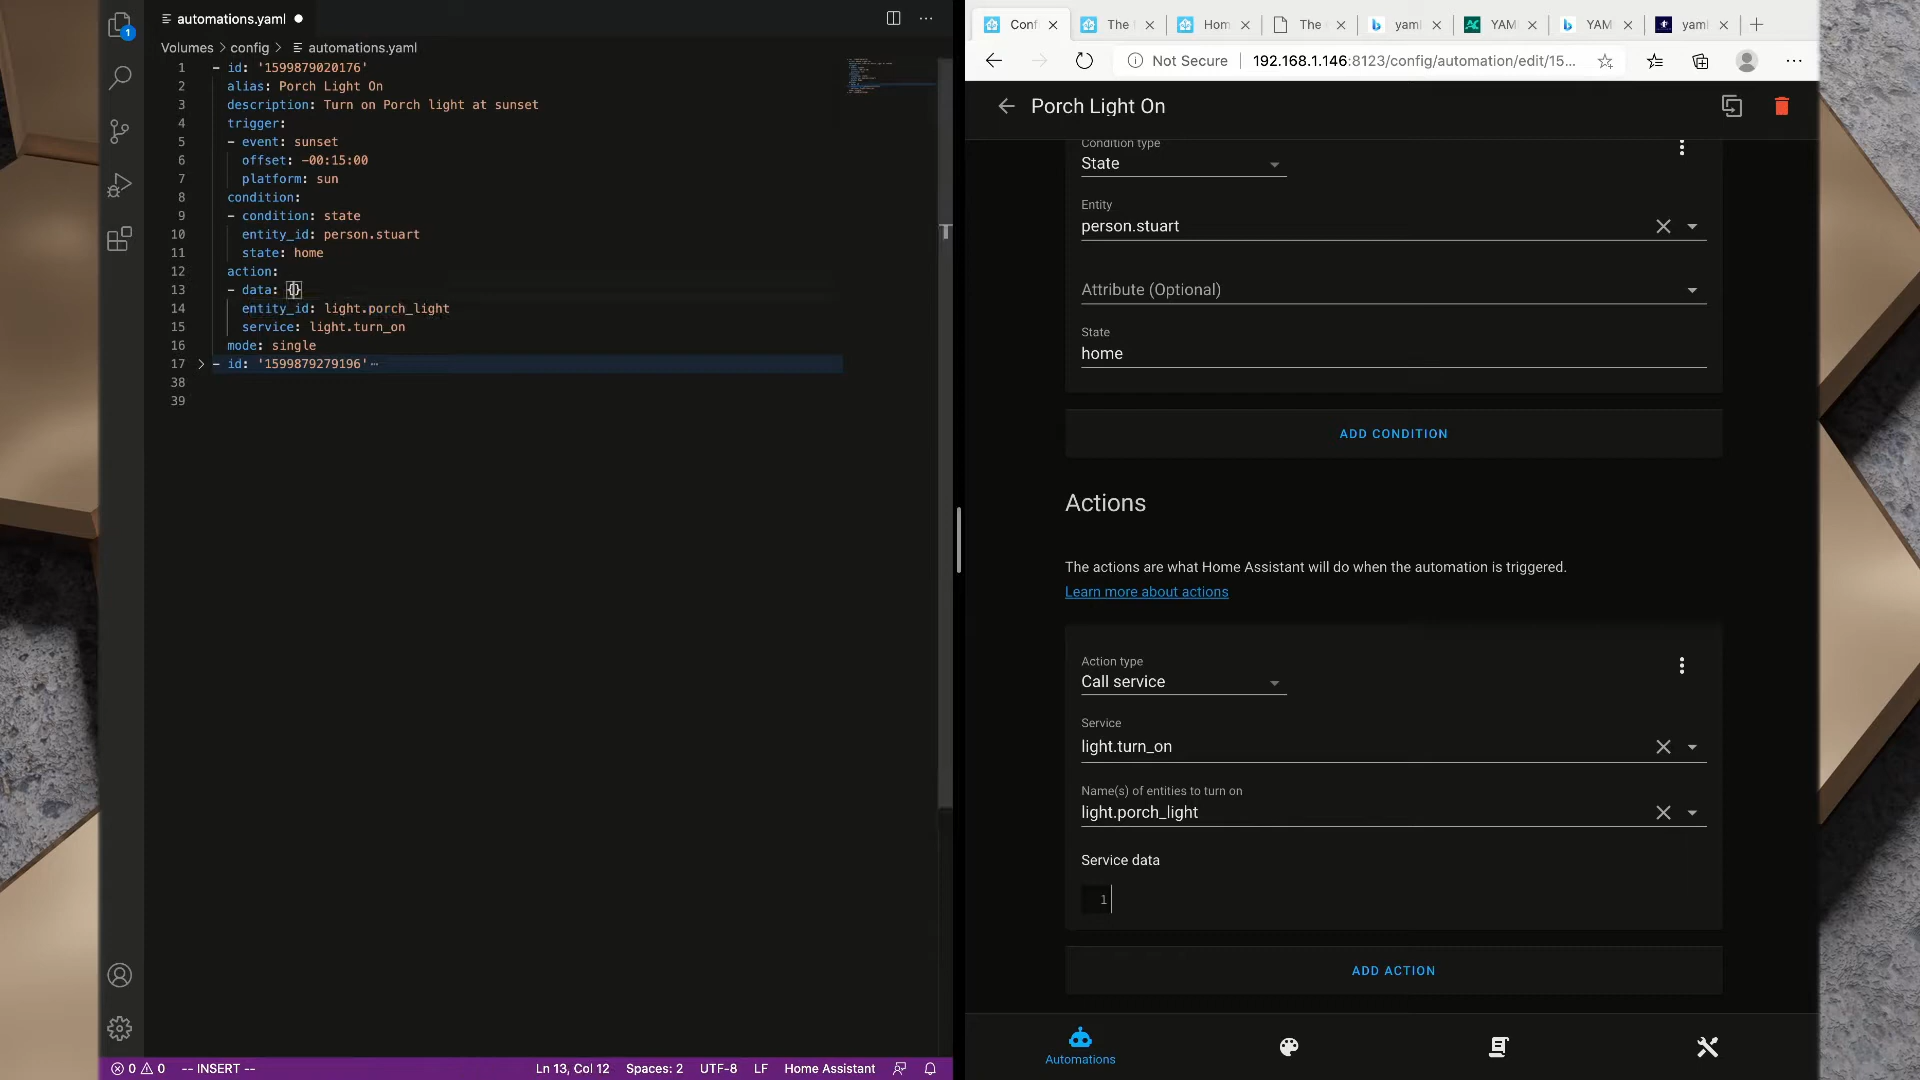 automations.yaml
Volumes > config > automations.yaml
1 - id: '1599879020176'
2 alias: Porch Light On
3 description: Turn on Porch light at sunset
4 trigger:
5 - event: sunset
6 offset: -00:15:00
7 platform: sun
8 condition:
9 - condition: state
10 entity_id: person.stuart
11 state: home
12 action:
13 - data: {}
14 entity_id: light.porch_light
15 service: light.turn_on
16 mode: single
17 - id: '1599879279196' ...
38
39
1
0 0 -- INSERT -- Ln 13, Col 12 Spaces: 2 UTF-8 LF Home Assistant
Conf The Hom The yaml YAM YAM yaml
Not Secure 192.168.1.146:8123/config/automation/edit/15...
Porch Light On
Condition type
State
Entity
person.stuart
Attribute (Optional)
State
home
ADD CONDITION
Actions
The actions are what Home Assistant will do when the automation is triggered.
Learn more about actions
Action type
Call service
Service
light.turn_on
Name(s) of entities to turn on
light.porch_light
Service data
1
ADD ACTION
Automations